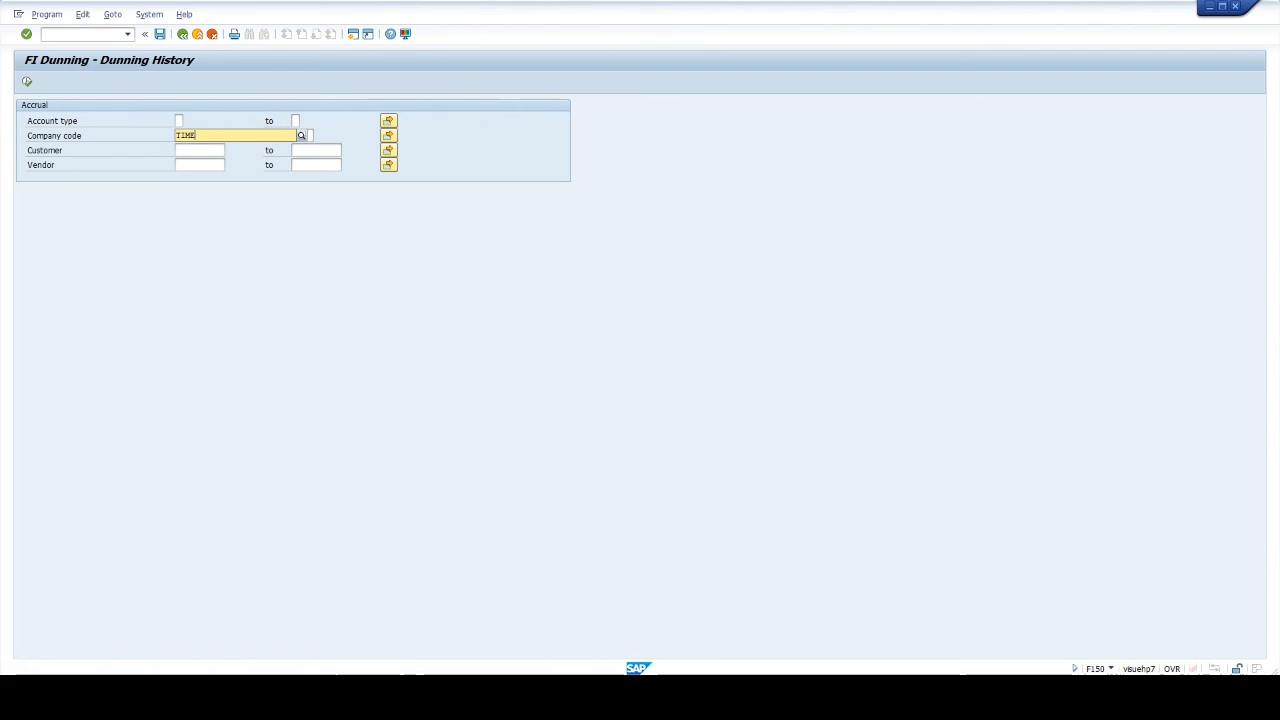 Program Edit Goto System Help
FI Dunning - Dunning History
Accrual
Account type to
Company code TIME
Customer to
Vendor to
SAP F150 visuehp7 OVR